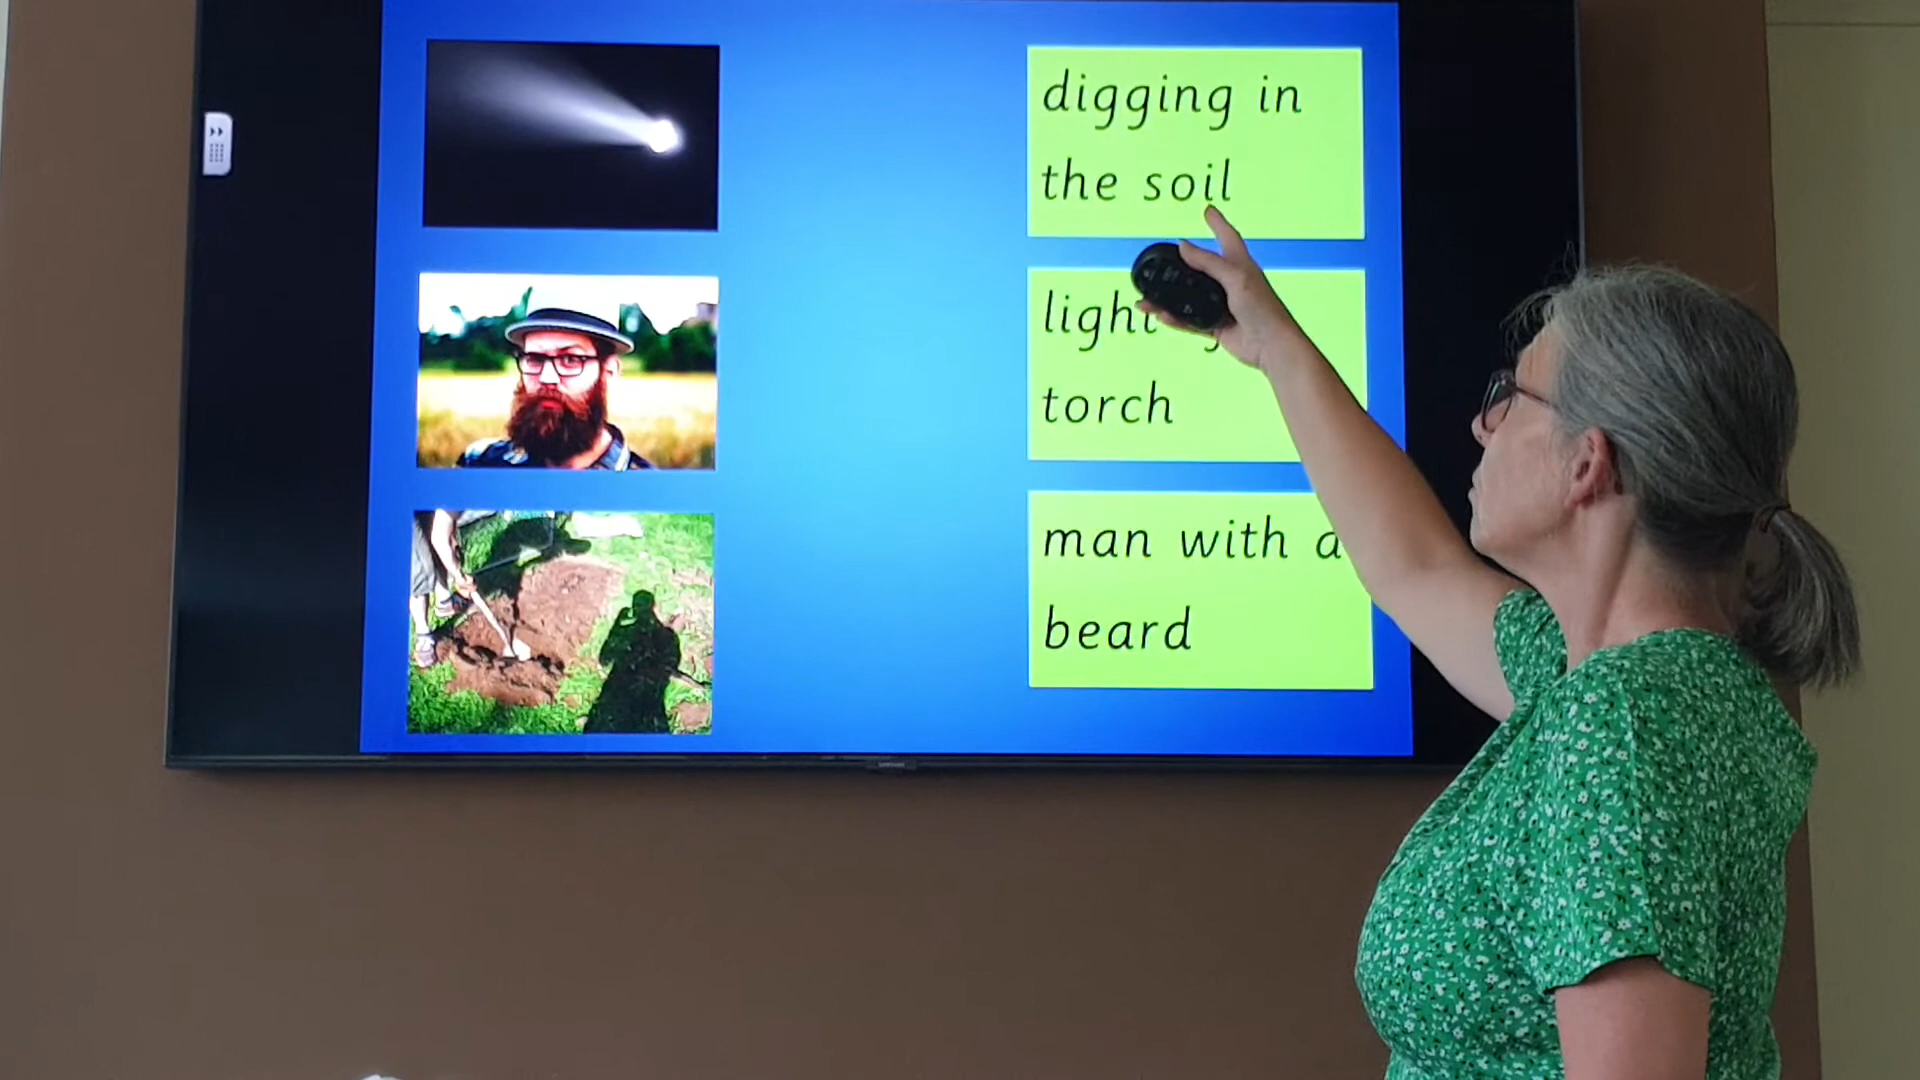 digging in
the soil
light
torch
man with a
beard